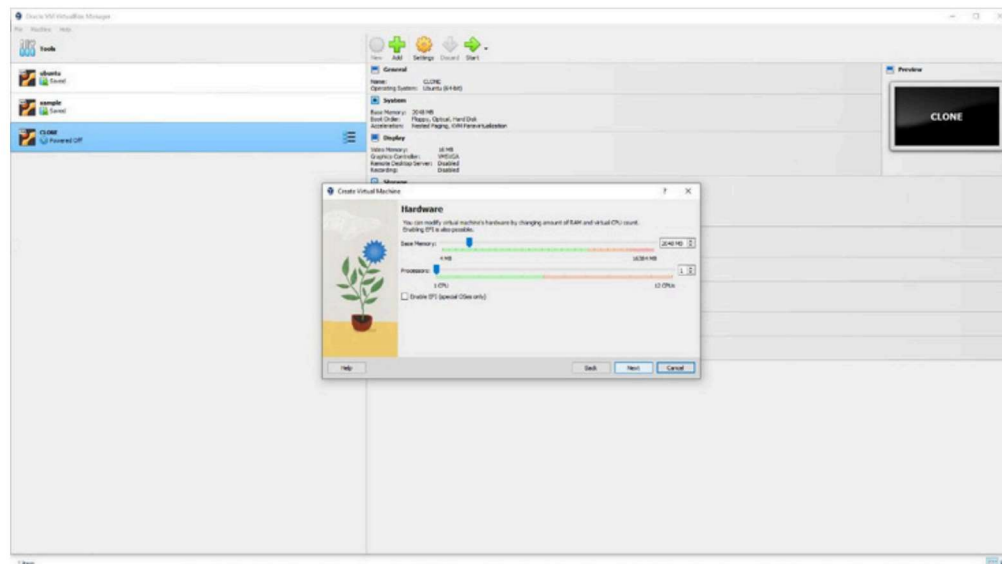 Oracle VM VirtualBox Manager
File Machine Help
Tools
New Add Settings Discard Start
ubuntu
Saved
sample
Saved
CLONE
Powered Off
General
Name: CLONE
Operating System: Ubuntu (64-bit)
System
Base Memory: 2048 MB
Boot Order: Floppy, Optical, Hard Disk
Acceleration: Nested Paging, KVM Paravirtualization
Display
Video Memory: 16 MB
Graphics Controller: VMSVGA
Remote Desktop Server: Disabled
Recording: Disabled
Storage
Preview
CLONE
Create Virtual Machine
? X
Hardware
You can modify virtual machine's hardware by changing amount of RAM and virtual CPU count.
Enabling EFI is also possible.
Base Memory: 2048 MB
4 MB 16384 MB
Processors: 1
1 CPU 12 CPUs
Enable EFI (special OSes only)
Help Back Next Cancel